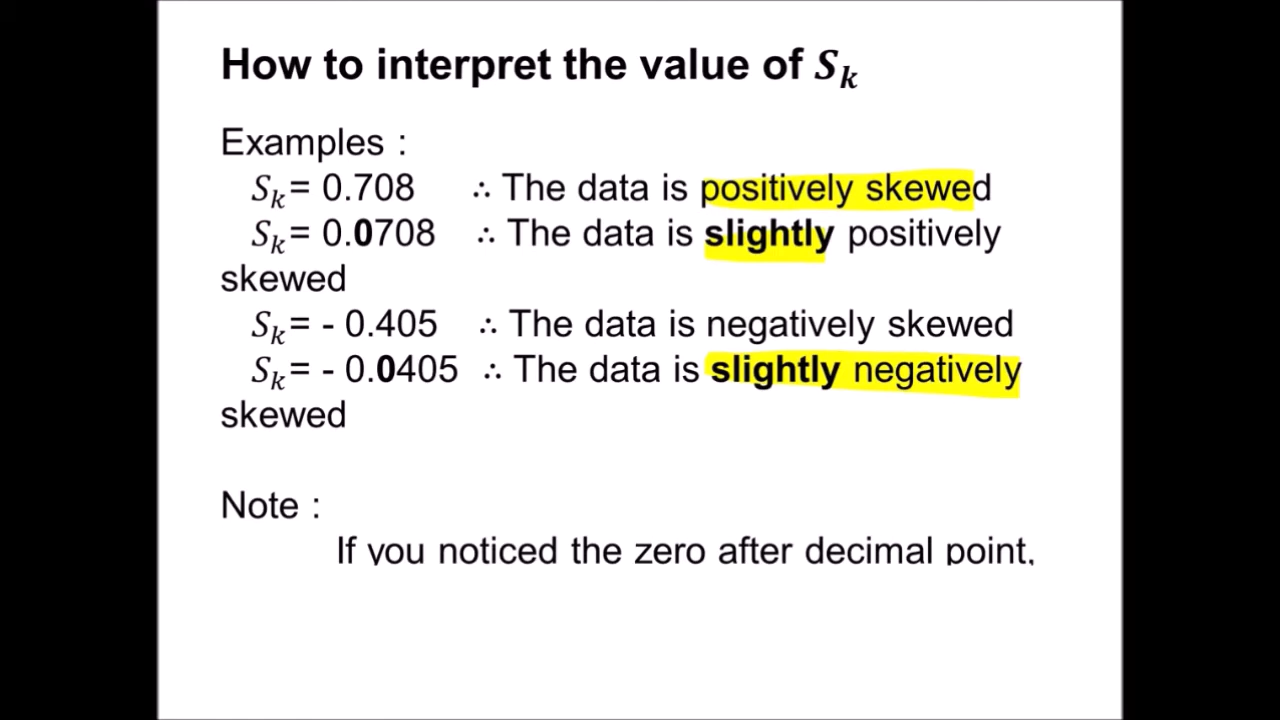 How to interpret the value of Sₖ
Examples :
Sₖ= 0.708 ∴ The data is positively skewed
Sₖ= 0.0708 ∴ The data is slightly positively
skewed
Sₖ= - 0.405 ∴ The data is negatively skewed
Sₖ= - 0.0405 ∴ The data is slightly negatively
skewed
Note :
If you noticed the zero after decimal point,